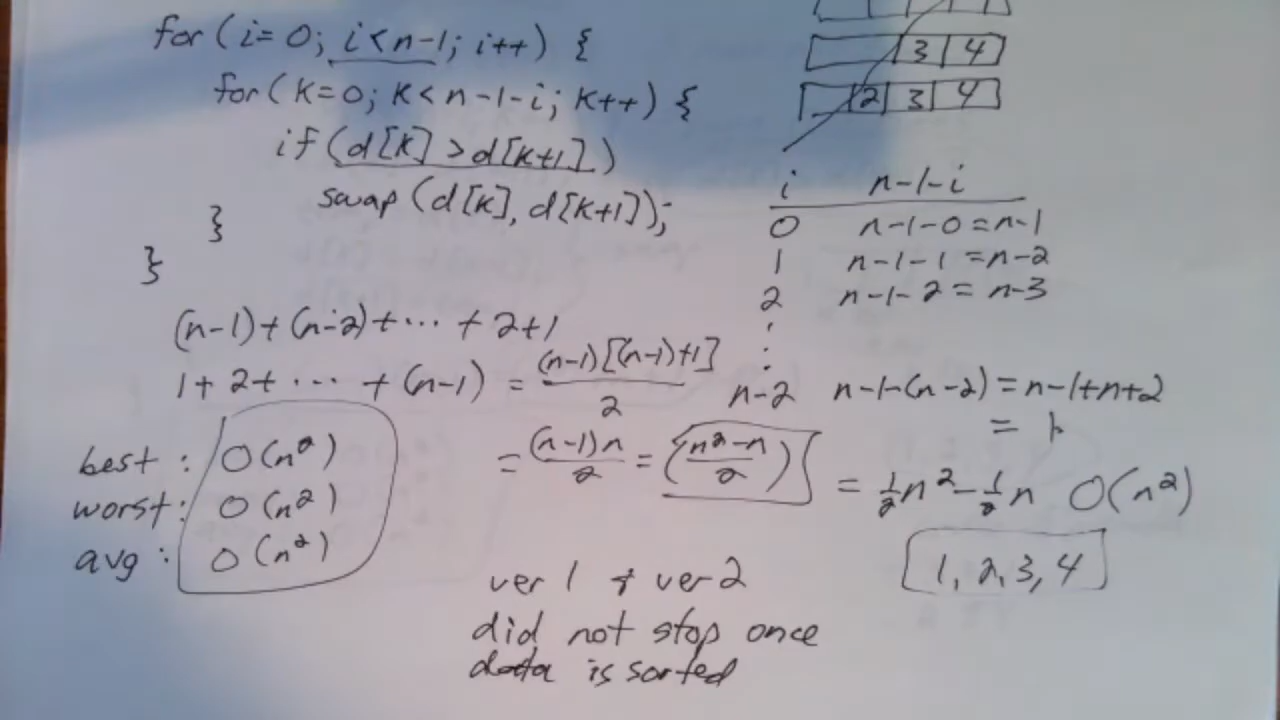 for (i=0; i<n-1; i++) {
for (k=0; k<n-1-i; k++) {
if (d[k] > d[k+1])
swap (d[k], d[k+1]);
}
}
3 4
2 3 4
i n-1-i
0 n-1-0 = n-1
1 n-1-1 = n-2
2 n-1-2 = n-3
⋮
n-2 n-1-(n-2) = n-1+n+2
= 1
(n-1)+(n-2)+⋯+2+1
1+2+⋯+(n-1) = (n-1)[(n-1)+1]/2
= (n-1)n/2 = (n²-n/2) = ½n²-½n O(n²)
best : O(n²)
worst: O(n²)
avg : O(n²)
1, 2, 3, 4
ver 1 & ver 2
did not stop once
data is sorted